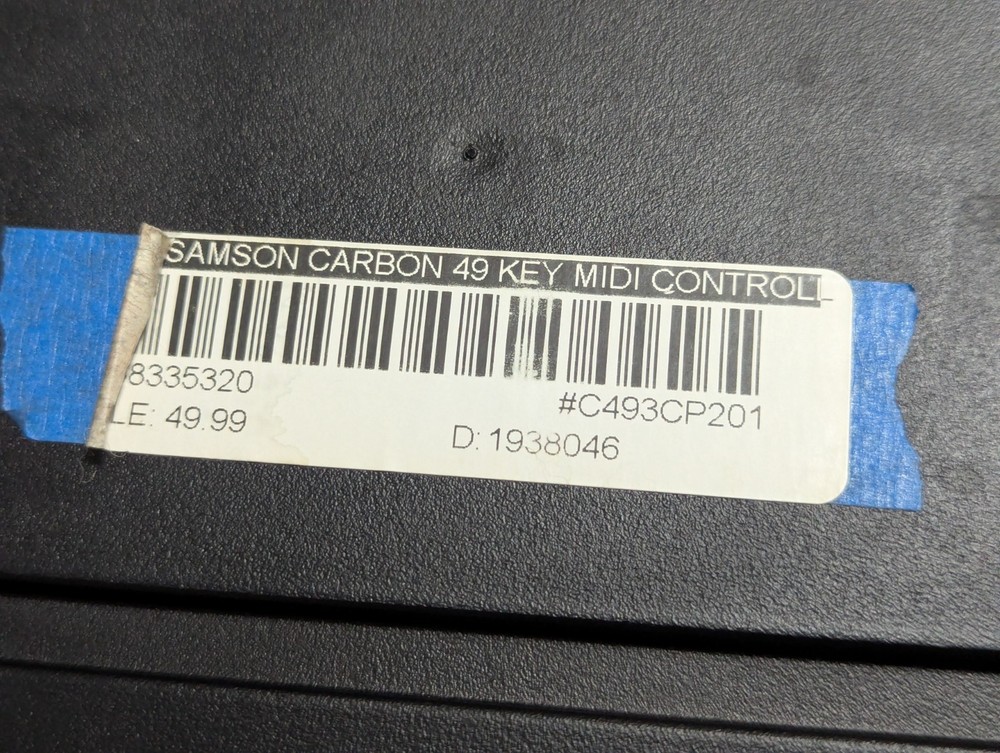 SAMSON CARBON 49 KEY MIDI CONTROL
8335320
#C493CP201
LE: 49.99
D: 1938046